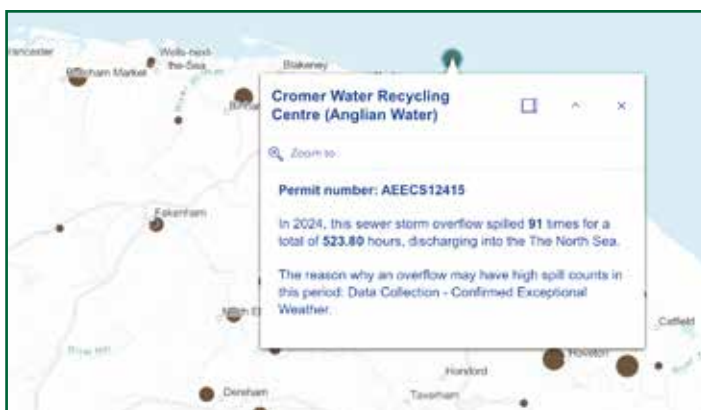 Wells-next-
the-Sea
Blakeney
Market
Cromer Water Recycling
Centre (Anglian Water)
Zoom to
Permit number: AEECS12415
In 2024, this sewer storm overflow spilled 91 times for a
total of 523.80 hours, discharging into the The North Sea.
The reason why an overflow may have high spill counts in
this period: Data Collection - Confirmed Exceptional
Weather.
Fakenham
Catfield
Hoveton
Horsford
Dereham
Taverham